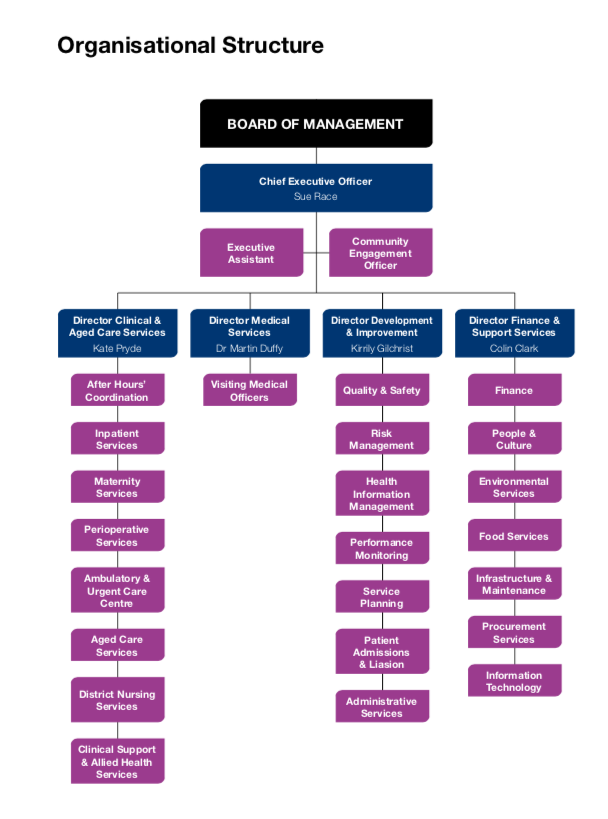 Organisational Structure
BOARD OF MANAGEMENT
Chief Executive Officer
Sue Race
Executive
Assistant
Community
Engagement
Officer
Director Clinical &
Aged Care Services
Kate Pryde
After Hours'
Coordination
Inpatient
Services
Maternity
Services
Perioperative
Services
Ambulatory &
Urgent Care
Centre
Aged Care
Services
District Nursing
Services
Clinical Support
& Allied Health
Services
Director Medical
Services
Dr Martin Duffy
Visiting Medical
Officers
Director Development
& Improvement
Kirrily Gilchrist
Quality & Safety
Risk
Management
Health
Information
Management
Performance
Monitoring
Service
Planning
Patient
Admissions
& Liasion
Administrative
Services
Director Finance &
Support Services
Colin Clark
Finance
People &
Culture
Environmental
Services
Food Services
Infrastructure &
Maintenance
Procurement
Services
Information
Technology